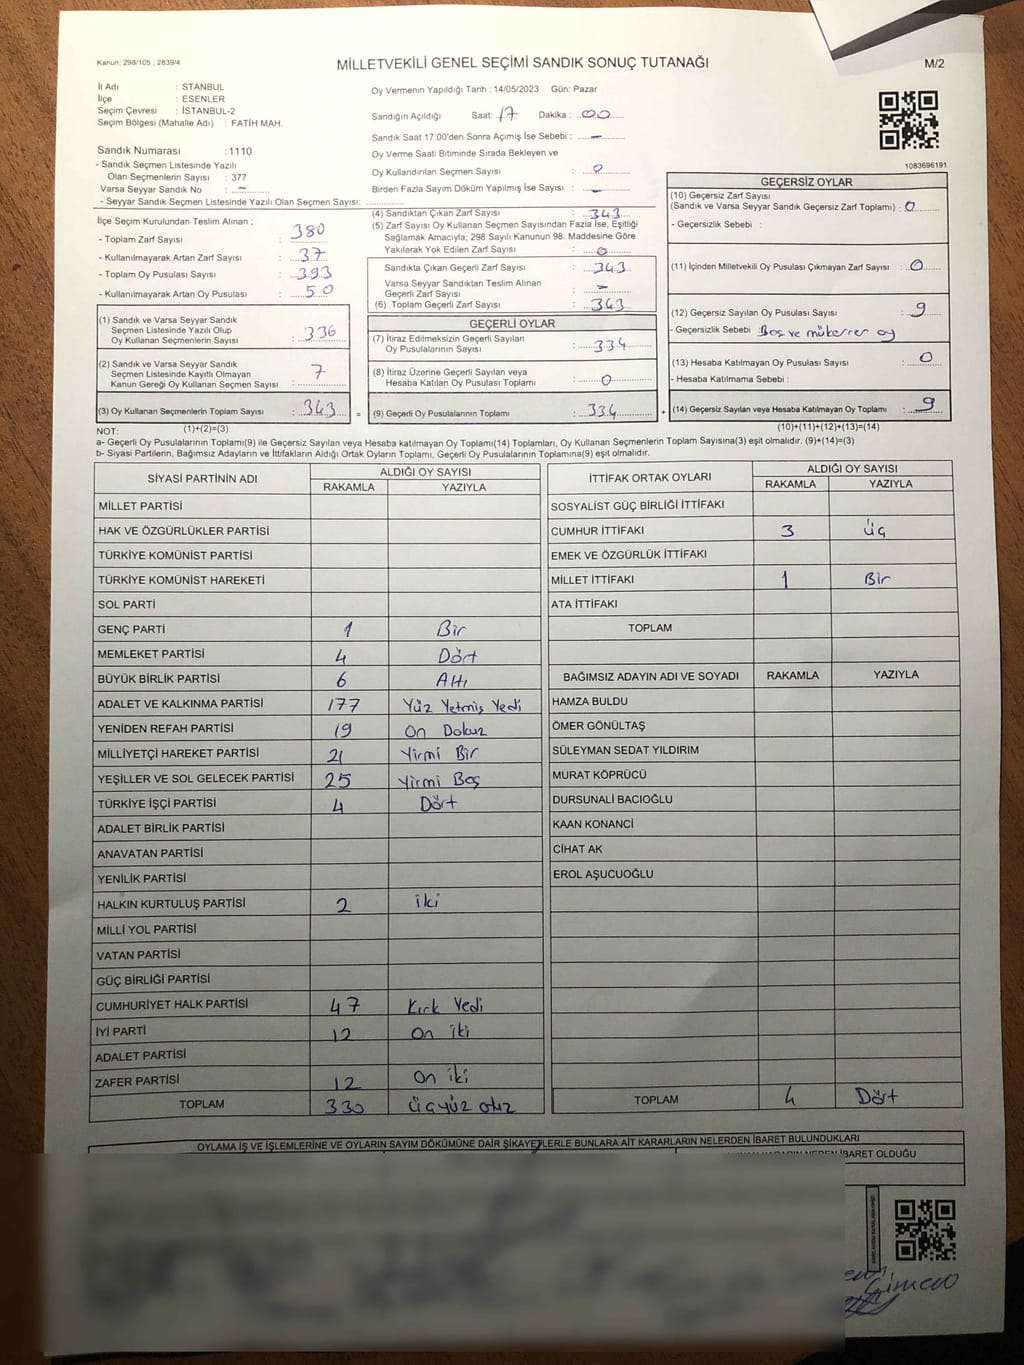 Kanun: 298/105 , 2839/4
MİLLETVEKİLİ GENEL SEÇİMİ SANDIK SONUÇ TUTANAĞI
M/2
İl Adı : STANBUL
İlçe : ESENLER
Seçim Çevresi : İSTANBUL-2
Seçim Bölgesi (Mahalle Adı) : FATİH MAH.
Sandık Numarası :1110
- Sandık Seçmen Listesinde Yazılı
Olan Seçmenlerin Sayısı : 377
Varsa Seyyar Sandık No : –
- Seyyar Sandık Seçmen Listesinde Yazılı Olan Seçmen Sayısı:
Oy Vermenin Yapıldığı Tarih : 14/05/2023 Gün: Pazar
Sandığın Açıldığı Saat: 17 Dakika : 00
Sandık Saat 17:00'den Sonra Açımış İse Sebebi : –
Oy Verme Saati Bitiminde Sırada Bekleyen ve
Oy Kullandırılan Seçmen Sayısı : 0
Birden Fazla Sayım Döküm Yapılmış İse Sayısı : –
1083696191
İlçe Seçim Kurulundan Teslim Alınan ;
- Toplam Zarf Sayısı : 380
- Kullanılmayarak Artan Zarf Sayısı : 37
- Toplam Oy Pusulası Sayısı : 393
- Kullanılmayarak Artan Oy Pusulası : 50
(1) Sandık ve Varsa Seyyar Sandık
Seçmen Listesinde Yazılı Olup
Oy Kullanan Seçmenlerin Sayısı : 336
(2) Sandık ve Varsa Seyyar Sandık
Seçmen Listesinde Kayıtlı Olmayan
Kanun Gereği Oy Kullanan Seçmen Sayısı : 7
(3) Oy Kullanan Seçmenlerin Toplam Sayısı : 343 =
(1)+(2)=(3)
(4) Sandıktan Çıkan Zarf Sayısı : 343
(5) Zarf Sayısı Oy Kullanan Seçmen Sayısından Fazla İse, Eşitliği
Sağlamak Amacıyla; 298 Sayılı Kanunun 98. Maddesine Göre
Yakılarak Yok Edilen Zarf Sayısı : 0
Sandıkta Çıkan Geçerli Zarf Sayısı : 343
Varsa Seyyar Sandıktan Teslim Alınan
Geçerli Zarf Sayısı : –
(6) Toplam Geçerli Zarf Sayısı : 343
GEÇERLİ OYLAR
(7) İtiraz Edilmeksizin Geçerli Sayılan
Oy Pusulalarının Sayısı : 334
(8) İtiraz Üzerine Geçerli Sayılan veya
Hesaba Katılan Oy Pusulası Toplamı : 0
(9) Geçerli Oy Pusulalarının Toplamı : 334 +
GEÇERSİZ OYLAR
(10) Geçersiz Zarf Sayısı
(Sandık ve Varsa Seyyar Sandık Geçersiz Zarf Toplamı) : 0
- Geçersizlik Sebebi :
(11) İçinden Milletvekili Oy Pusulası Çıkmayan Zarf Sayısı : 0
(12) Geçersiz Sayılan Oy Pusulası Sayısı : 9
- Geçersizlik Sebebi : Boş ve mükerrer oy
(13) Hesaba Katılmayan Oy Pusulası Sayısı : 0
- Hesaba Katılmama Sebebi :
(14) Geçersiz Sayılan veya Hesaba Katılmayan Oy Toplamı : 9
(10)+(11)+(12)+(13)=(14)
NOT:
a- Geçerli Oy Pusulalarının Toplamı(9) ile Geçersiz Sayılan veya Hesaba katılmayan Oy Toplamı(14) Toplamları, Oy Kullanan Seçmenlerin Toplam Sayısına(3) eşit olmalıdır. (9)+(14)=(3)
b- Siyasi Partilerin, Bağımsız Adayların ve İttifakların Aldığı Ortak Oyların Toplamı, Geçerli Oy Pusulalarının Toplamına(9) eşit olmalıdır.
SİYASİ PARTİNİN ADI ALDIĞI OY SAYISI
RAKAMLA YAZIYLA
MİLLET PARTİSİ
HAK VE ÖZGÜRLÜKLER PARTİSİ
TÜRKİYE KOMÜNİST PARTİSİ
TÜRKİYE KOMÜNİST HAREKETİ
SOL PARTİ
GENÇ PARTİ 1 Bir
MEMLEKET PARTİSİ 4 Dört
BÜYÜK BİRLİK PARTİSİ 6 Altı
ADALET VE KALKINMA PARTİSİ 177 Yüz Yetmiş Yedi
YENİDEN REFAH PARTİSİ 19 On Dokuz
MİLLİYETÇİ HAREKET PARTİSİ 21 Yirmi Bir
YEŞİLLER VE SOL GELECEK PARTİSİ 25 Yirmi Beş
TÜRKİYE İŞÇİ PARTİSİ 4 Dört
ADALET BİRLİK PARTİSİ
ANAVATAN PARTİSİ
YENİLİK PARTİSİ
HALKIN KURTULUŞ PARTİSİ 2 iki
MİLLİ YOL PARTİSİ
VATAN PARTİSİ
GÜÇ BİRLİĞİ PARTİSİ
CUMHURİYET HALK PARTİSİ 47 Kırk Yedi
İYİ PARTİ 12 On iki
ADALET PARTİSİ
ZAFER PARTİSİ 12 On iki
TOPLAM 330 üçyüz otuz
İTTİFAK ORTAK OYLARI ALDIĞI OY SAYISI
RAKAMLA YAZIYLA
SOSYALİST GÜÇ BİRLİĞİ İTTİFAKI
CUMHUR İTTİFAKI 3 üç
EMEK VE ÖZGÜRLÜK İTTİFAKI
MİLLET İTTİFAKI 1 Bir
ATA İTTİFAKI
TOPLAM
BAĞIMSIZ ADAYIN ADI VE SOYADI RAKAMLA YAZIYLA
HAMZA BULDU
ÖMER GÖNÜLTAŞ
SÜLEYMAN SEDAT YILDIRIM
MURAT KÖPRÜCÜ
DURSUNALİ BACIOĞLU
KAAN KONANCİ
CİHAT AK
EROL AŞUCUOĞLU
TOPLAM 4 Dört
OYLAMA İŞ VE İŞLEMLERİNE VE OYLARIN SAYIM DÖKÜMÜNE DAİR ŞİKAYETLERLE BUNLARA AİT KARARLARIN NELERDEN İBARET BULUNDUKLARI
İBARET OLDUĞU